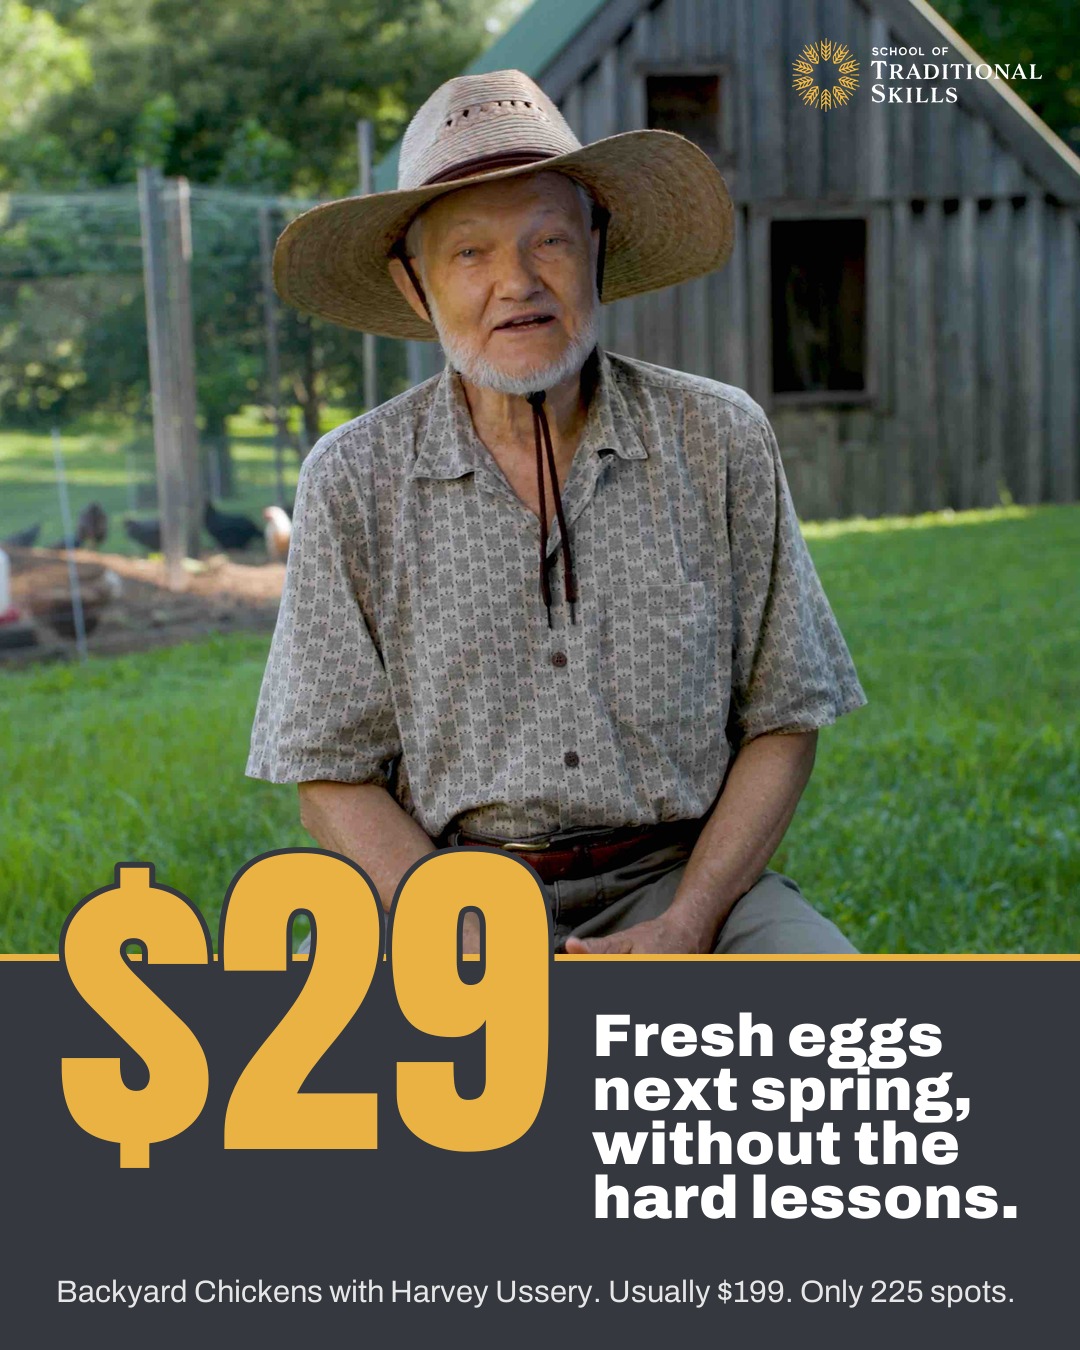 SCHOOL OF
TRADITIONAL
SKILLS
$29
Fresh eggs
next spring,
without the
hard lessons.
Backyard Chickens with Harvey Ussery. Usually $199. Only 225 spots.